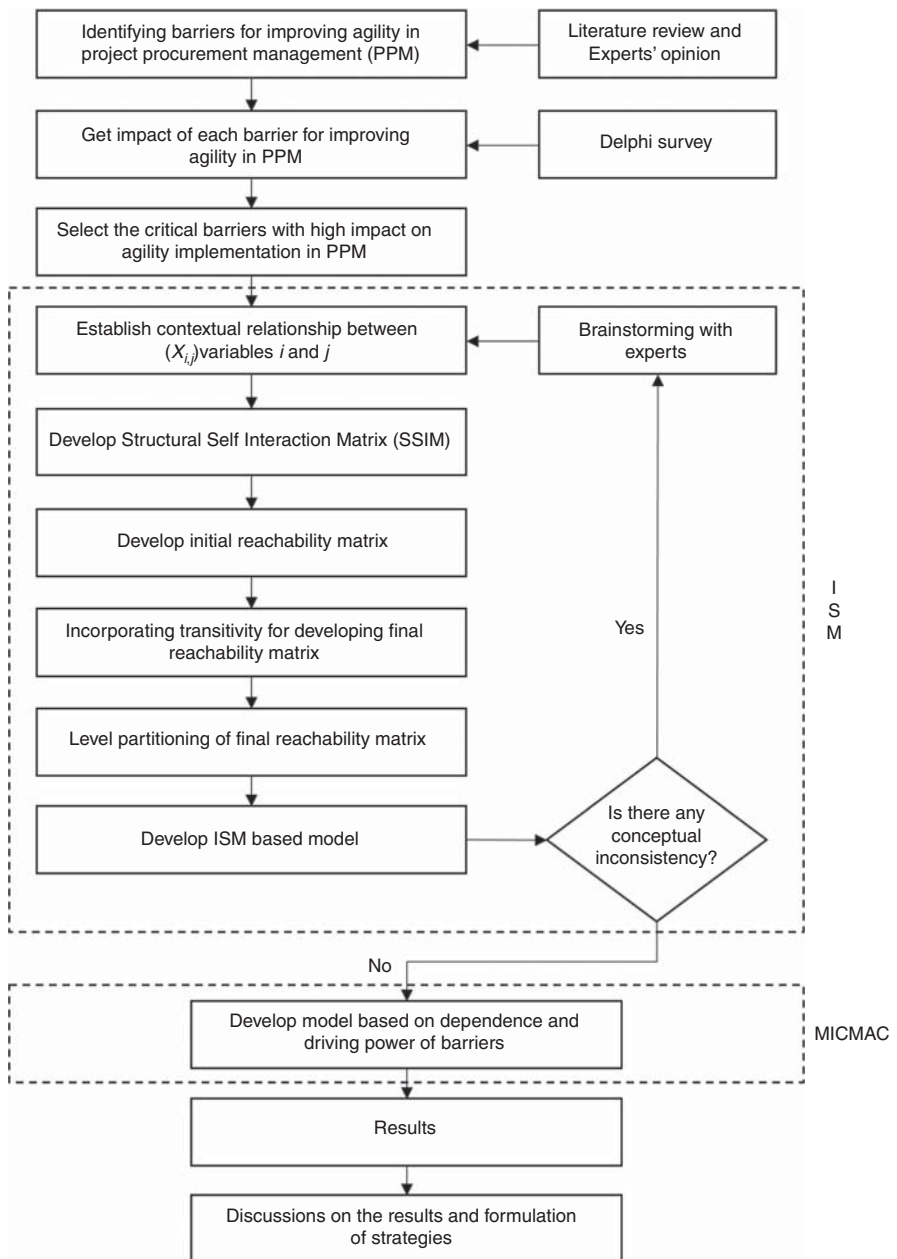 Identifying barriers for improving agility in
project procurement management (PPM)
Literature review and
Experts' opinion
Get impact of each barrier for improving
agility in PPM
Delphi survey
Select the critical barriers with high impact on
agility implementation in PPM
Establish contextual relationship between
(X_{i,j})variables i and j
Brainstorming with
experts
Develop Structural Self Interaction Matrix (SSIM)
Develop initial reachability matrix
Incorporating transitivity for developing final
reachability matrix
Level partitioning of final reachability matrix
Develop ISM based model
Is there any
conceptual
inconsistency?
Yes
I
S
M
No
Develop model based on dependence and
driving power of barriers
MICMAC
Results
Discussions on the results and formulation
of strategies